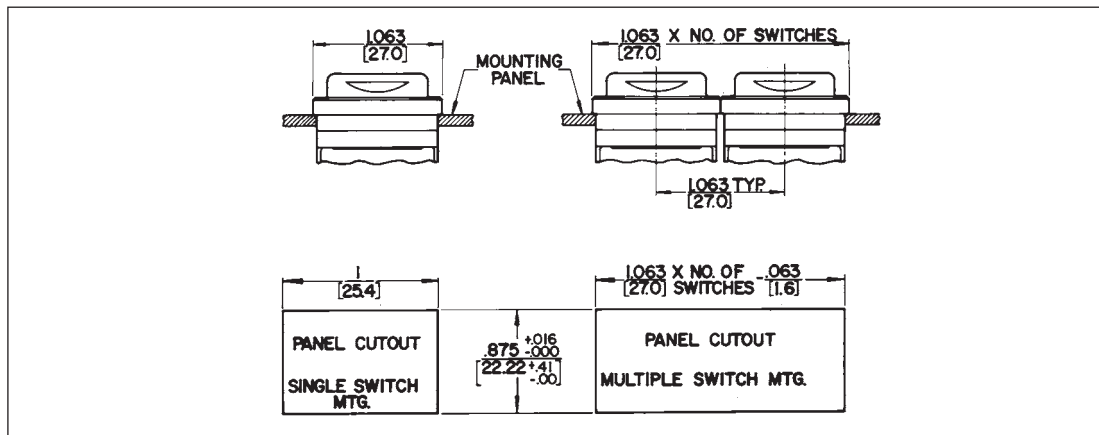 1.063
[27.0]
MOUNTING
PANEL
1.063 X NO. OF SWITCHES
[27.0]
1.063 TYP.
[27.0]
1
[25.4]
PANEL CUTOUT
SINGLE SWITCH
MTG.
.875 +.016 -.000
[22.22 +.41 -.00]
1.063 X NO. OF - .063
[27.0] SWITCHES [1.6]
PANEL CUTOUT
MULTIPLE SWITCH MTG.